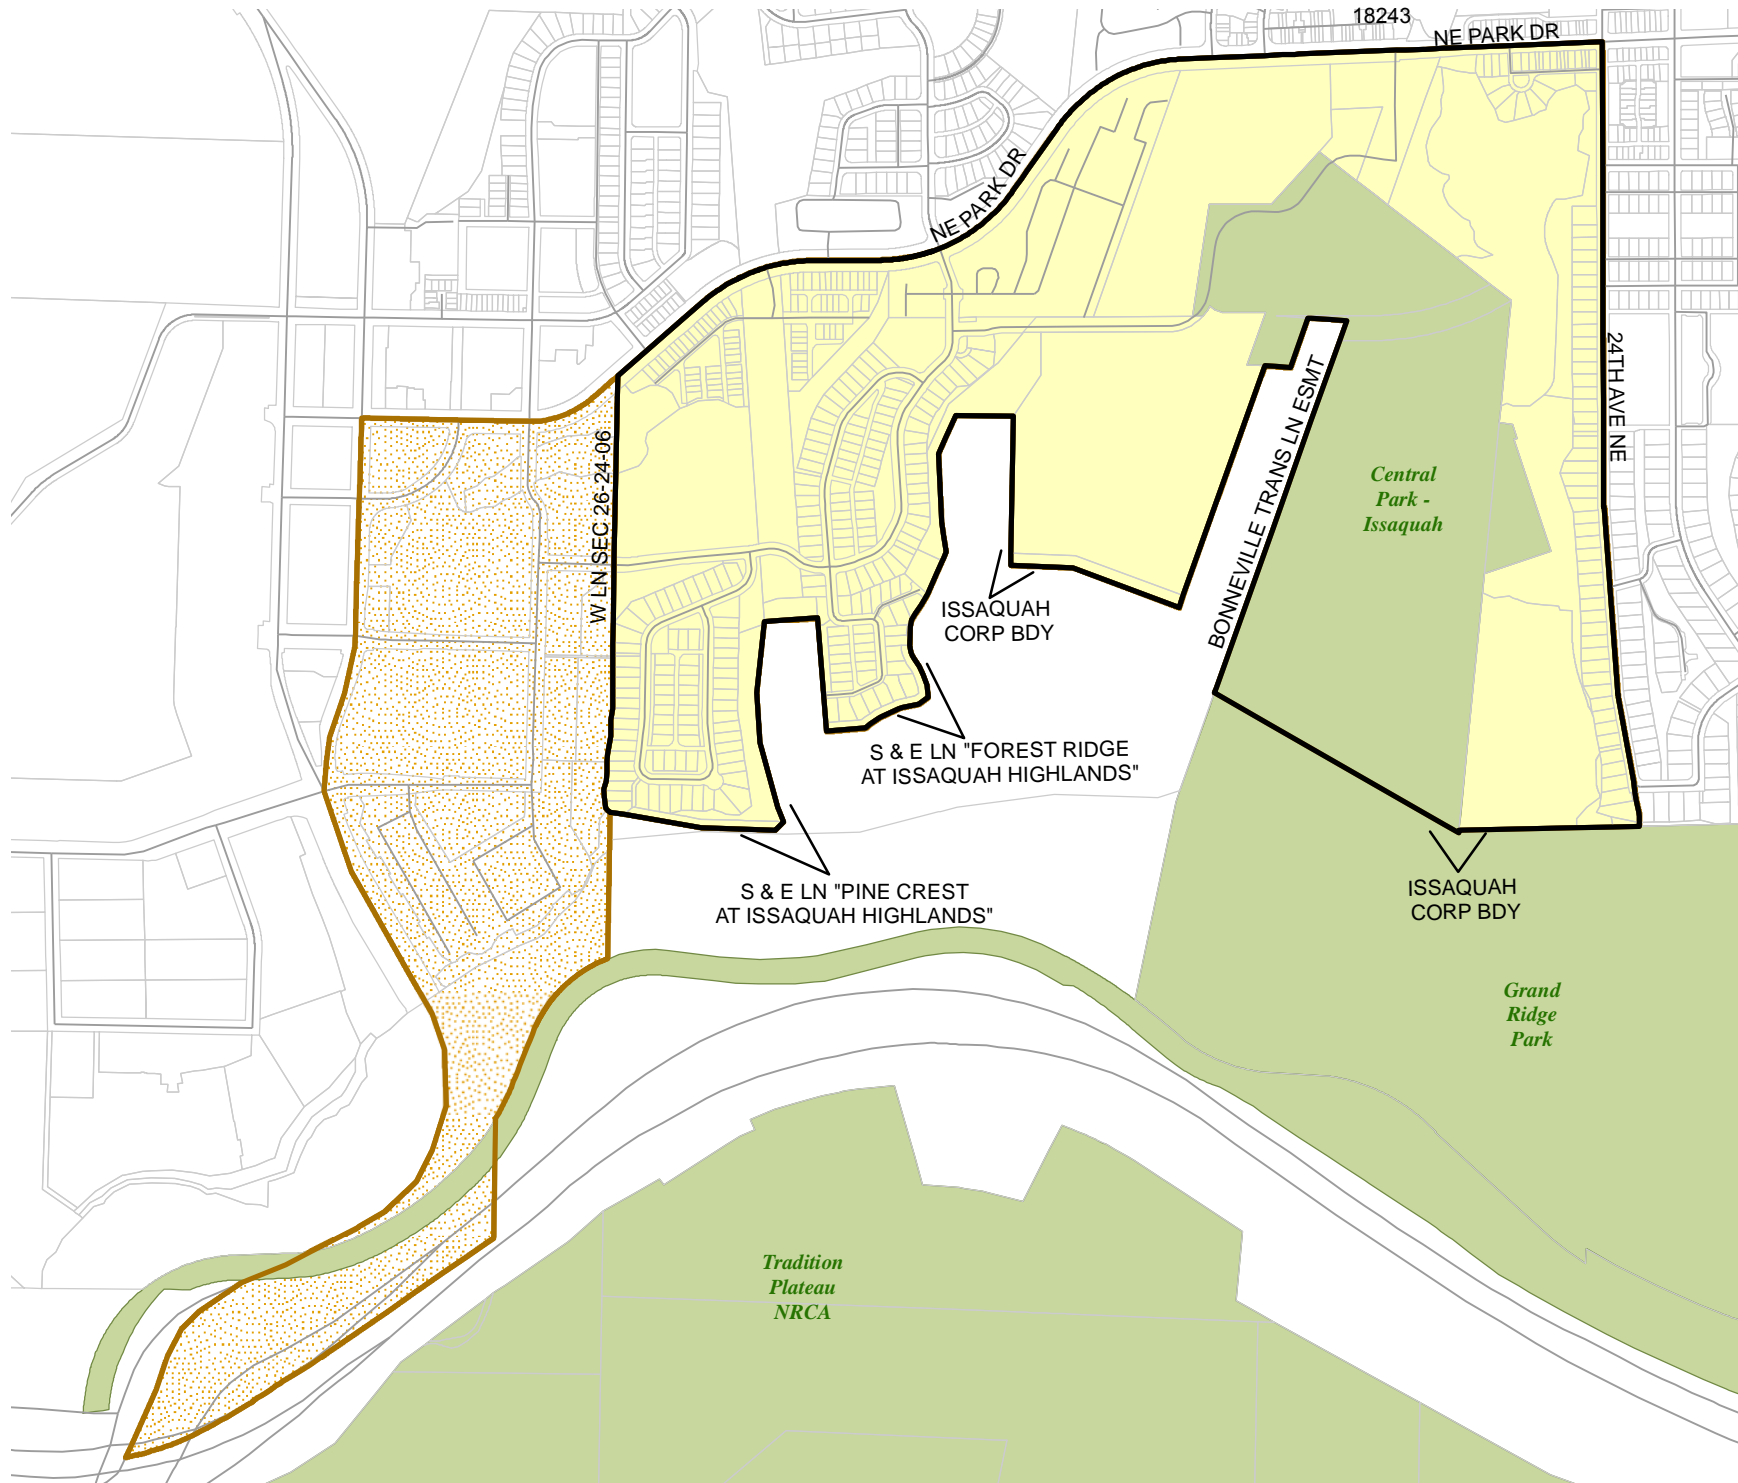 18243
NE PARK DR
NE PARK DR
24TH AVE NE
BONNEVILLE TRANS LN ESMT
W LN SEC 26-24-06
Central
Park -
Issaquah
ISSAQUAH
CORP BDY
S & E LN "FOREST RIDGE
AT ISSAQUAH HIGHLANDS"
S & E LN "PINE CREST
AT ISSAQUAH HIGHLANDS"
ISSAQUAH
CORP BDY
Grand
Ridge
Park
Tradition
Plateau
NRCA